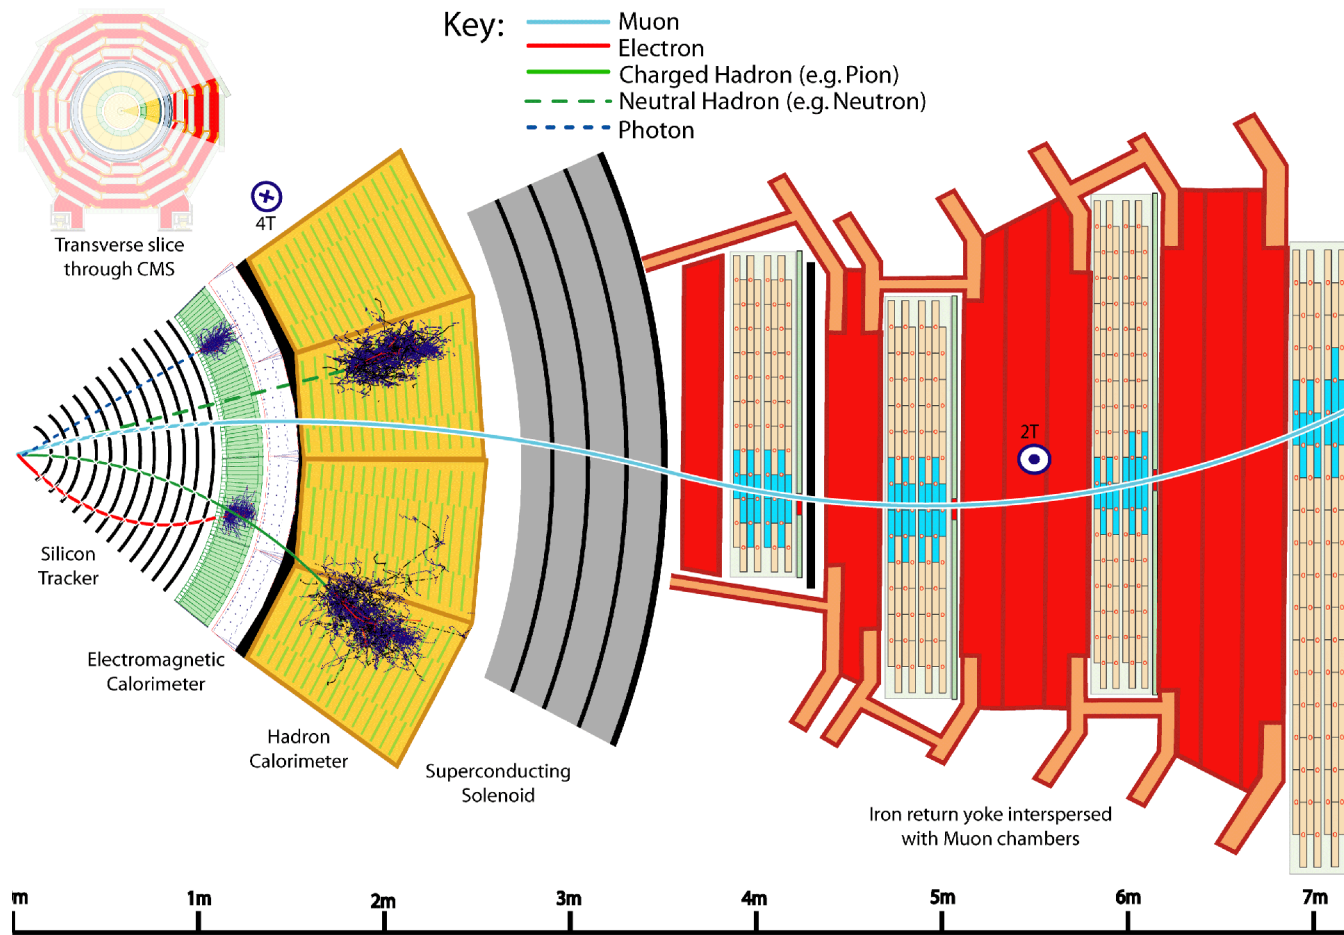 Key:
Muon
Electron
Charged Hadron (e.g. Pion)
Neutral Hadron (e.g. Neutron)
Photon
4T
Transverse slice
through CMS
2T
Silicon
Tracker
Electromagnetic
Calorimeter
Hadron
Calorimeter
Superconducting
Solenoid
Iron return yoke interspersed
with Muon chambers
m
1m
2m
3m
4m
5m
6m
7m